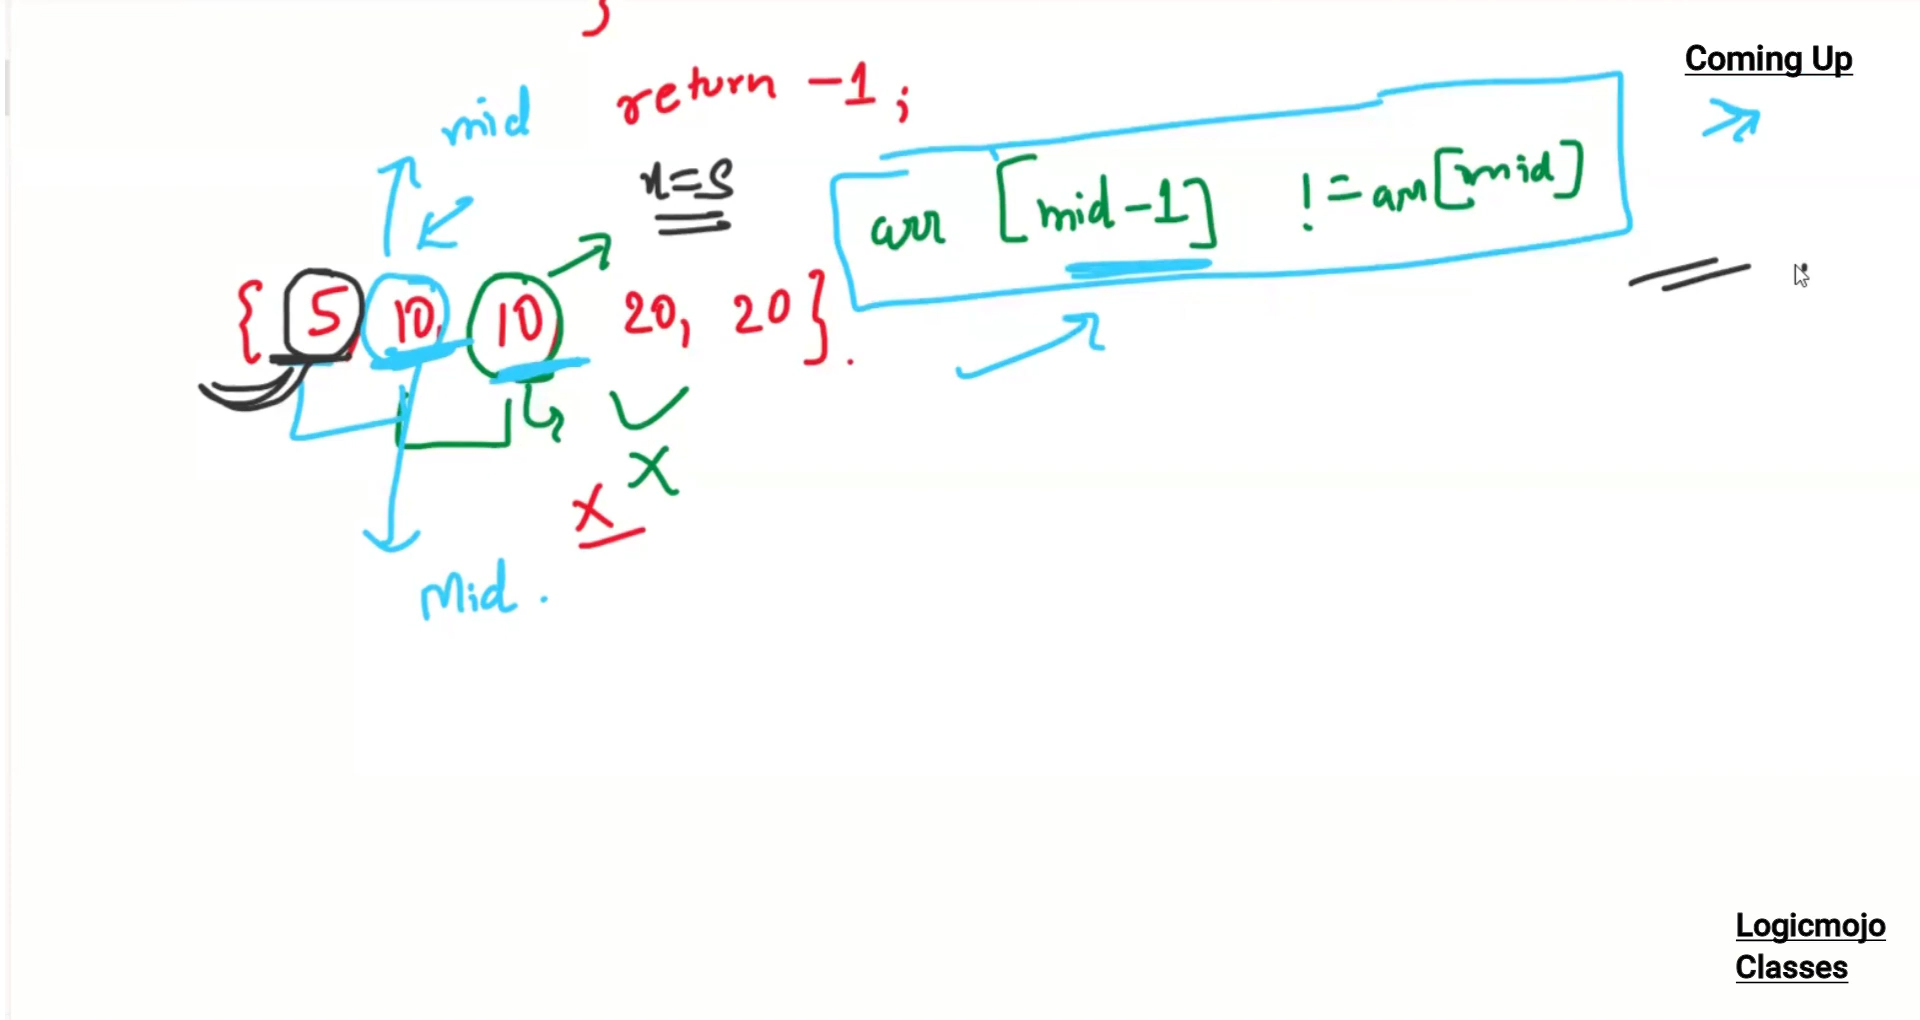 Coming Up
mid
return -1;
x=5
arr [mid-1] != arr[mid]
{5, 10, 10 20, 20}.
Mid.
Logicmojo
Classes